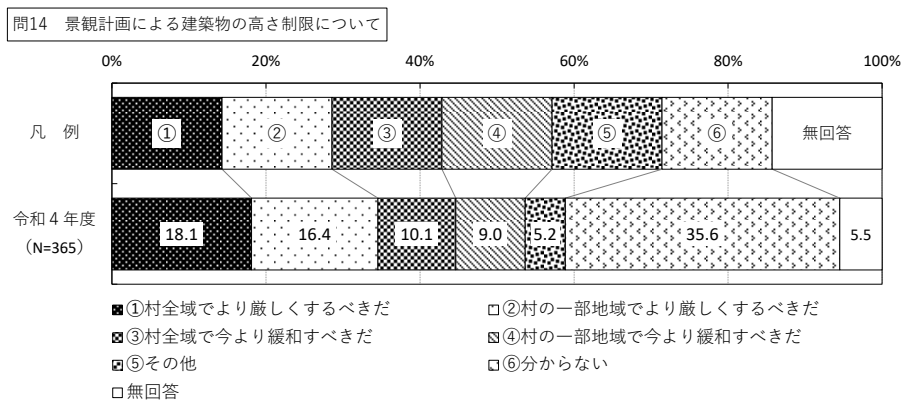 問14　景観計画による建築物の高さ制限について
0% 20% 40% 60% 80% 100%
凡　例 ① ② ③ ④ ⑤ ⑥ 無回答
令和４年度
（N=365） 18.1 16.4 10.1 9.0 5.2 35.6 5.5
①村全域でより厳しくするべきだ ②村の一部地域でより厳しくするべきだ
③村全域で今より緩和すべきだ ④村の一部地域で今より緩和すべきだ
⑤その他 ⑥分からない
無回答